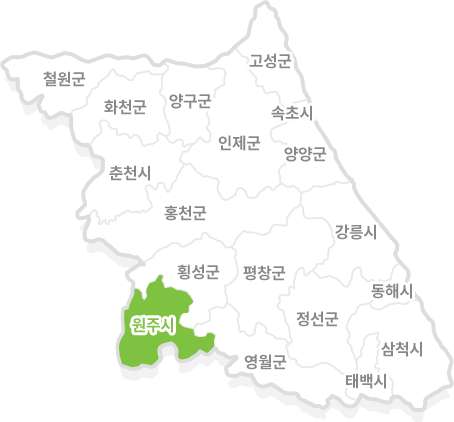 고성군
철원군
양구군
화천군
속초시
인제군
양양군
춘천시
홍천군
강릉시
횡성군
평창군
동해시
정선군
원주시
삼척시
영월군
태백시